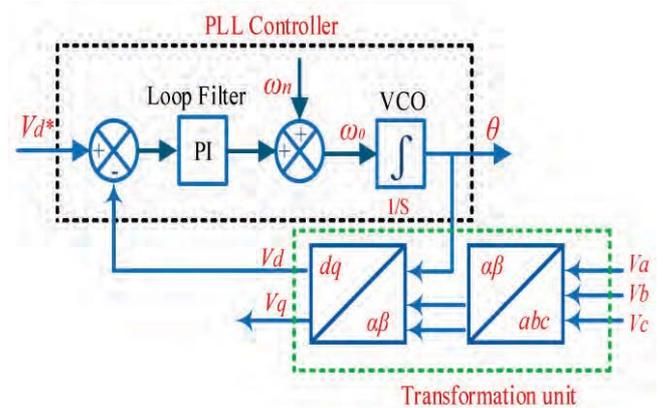 PLL Controller
Loop Filter
ωn
VCO
Vd*
+
-
PI
+
+
ω0
∫
θ
1/S
Vd
Vq
dq
αβ
αβ
abc
Va
Vb
Vc
Transformation unit